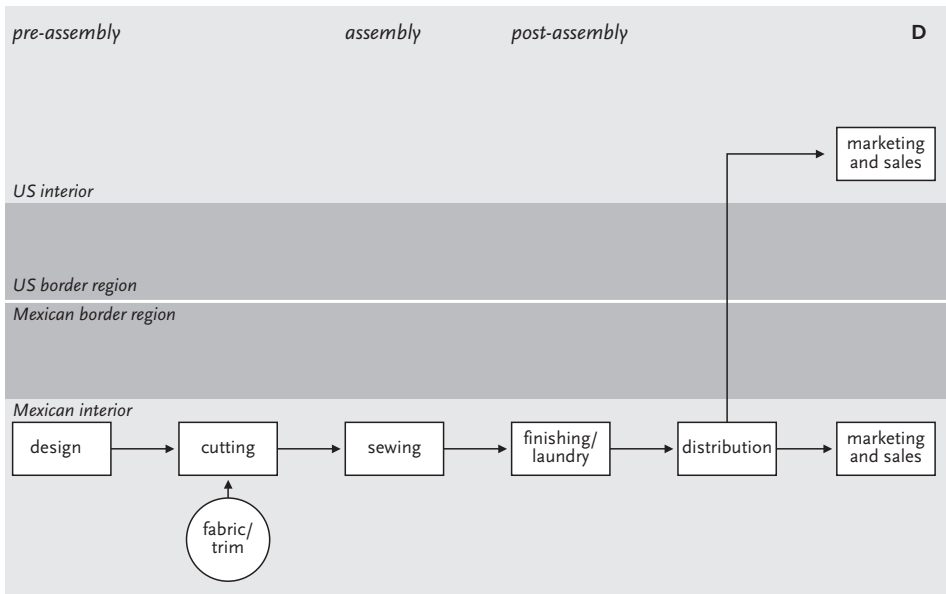 pre-assembly
assembly
post-assembly
D
marketing
and sales
US interior
US border region
Mexican border region
Mexican interior
design
cutting
sewing
finishing/
laundry
distribution
marketing
and sales
fabric/
trim